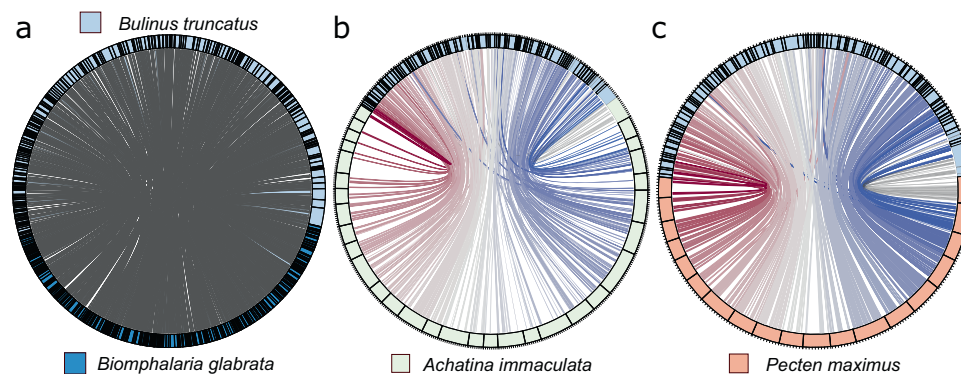 a
Bulinus truncatus
b
c
Biomphalaria glabrata
Achatina immaculata
Pecten maximus